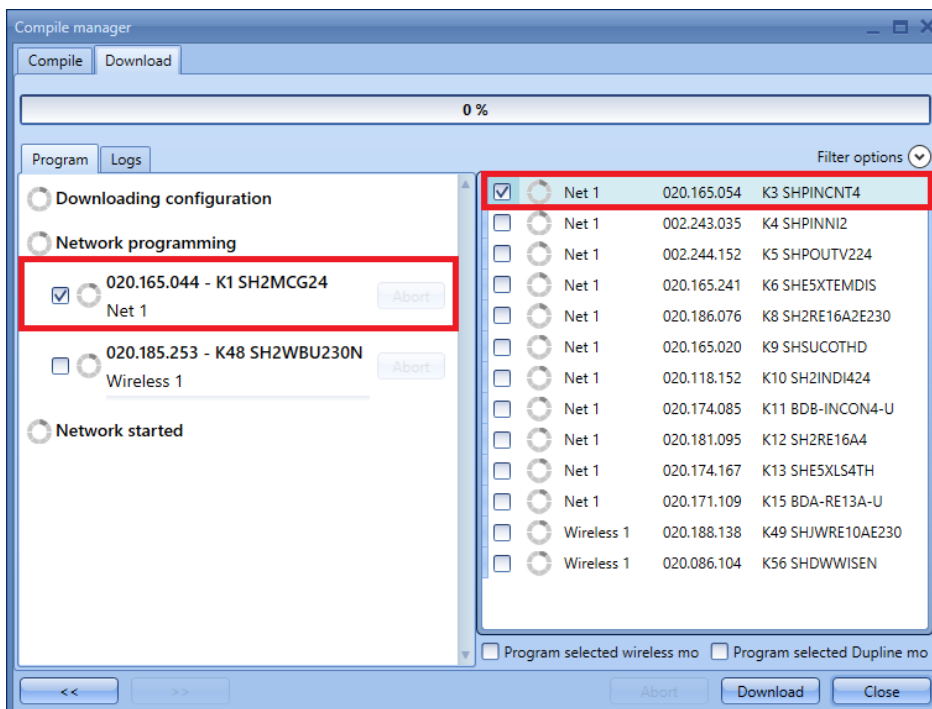 Compile manager
Compile Download
0 %
Program Logs
Filter options
Downloading configuration
Network programming
020.165.044 - K1 SH2MCG24
Net 1
Abort
020.185.253 - K48 SH2WBU230N
Wireless 1
Abort
Network started
Net 1 020.165.054 K3 SHPINCNT4
Net 1 002.243.035 K4 SHPINNI2
Net 1 002.244.152 K5 SHPOUTV224
Net 1 020.165.241 K6 SHE5XTEMDIS
Net 1 020.186.076 K8 SH2RE16A2E230
Net 1 020.165.020 K9 SHSUCOTHD
Net 1 020.118.152 K10 SH2INDI424
Net 1 020.174.085 K11 BDB-INCON4-U
Net 1 020.181.095 K12 SH2RE16A4
Net 1 020.174.167 K13 SHE5XLS4TH
Net 1 020.171.109 K15 BDA-RE13A-U
Wireless 1 020.188.138 K49 SHJWRE10AE230
Wireless 1 020.086.104 K56 SHDWWISEN
Program selected wireless mo Program selected Dupline mo
<< >> Abort Download Close